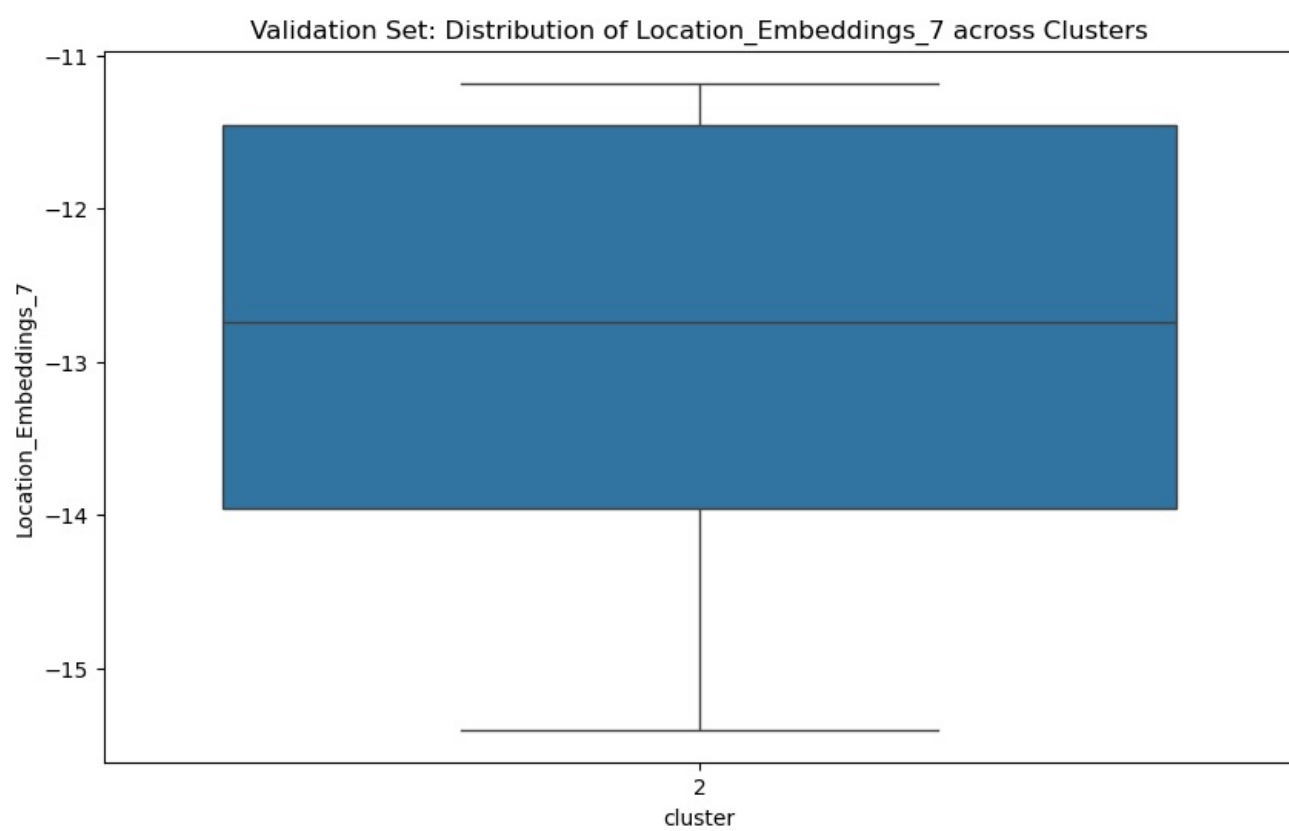 Validation Set: Distribution of Location_Embeddings_7 across Clusters
−11
−12
−13
−14
−15
Location_Embeddings_7
2
cluster